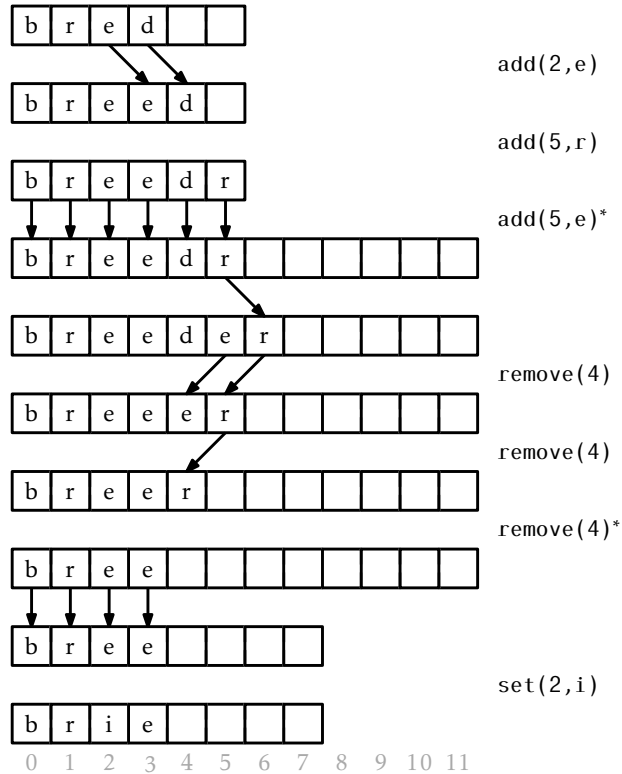 b r e d
add(2,e)
b r e e d
add(5,r)
b r e e d r
add(5,e)*
b r e e d r
b r e e d e r
remove(4)
b r e e e r
remove(4)
b r e e r
remove(4)*
b r e e
b r e e
set(2,i)
b r i e
0 1 2 3 4 5 6 7 8 9 10 11